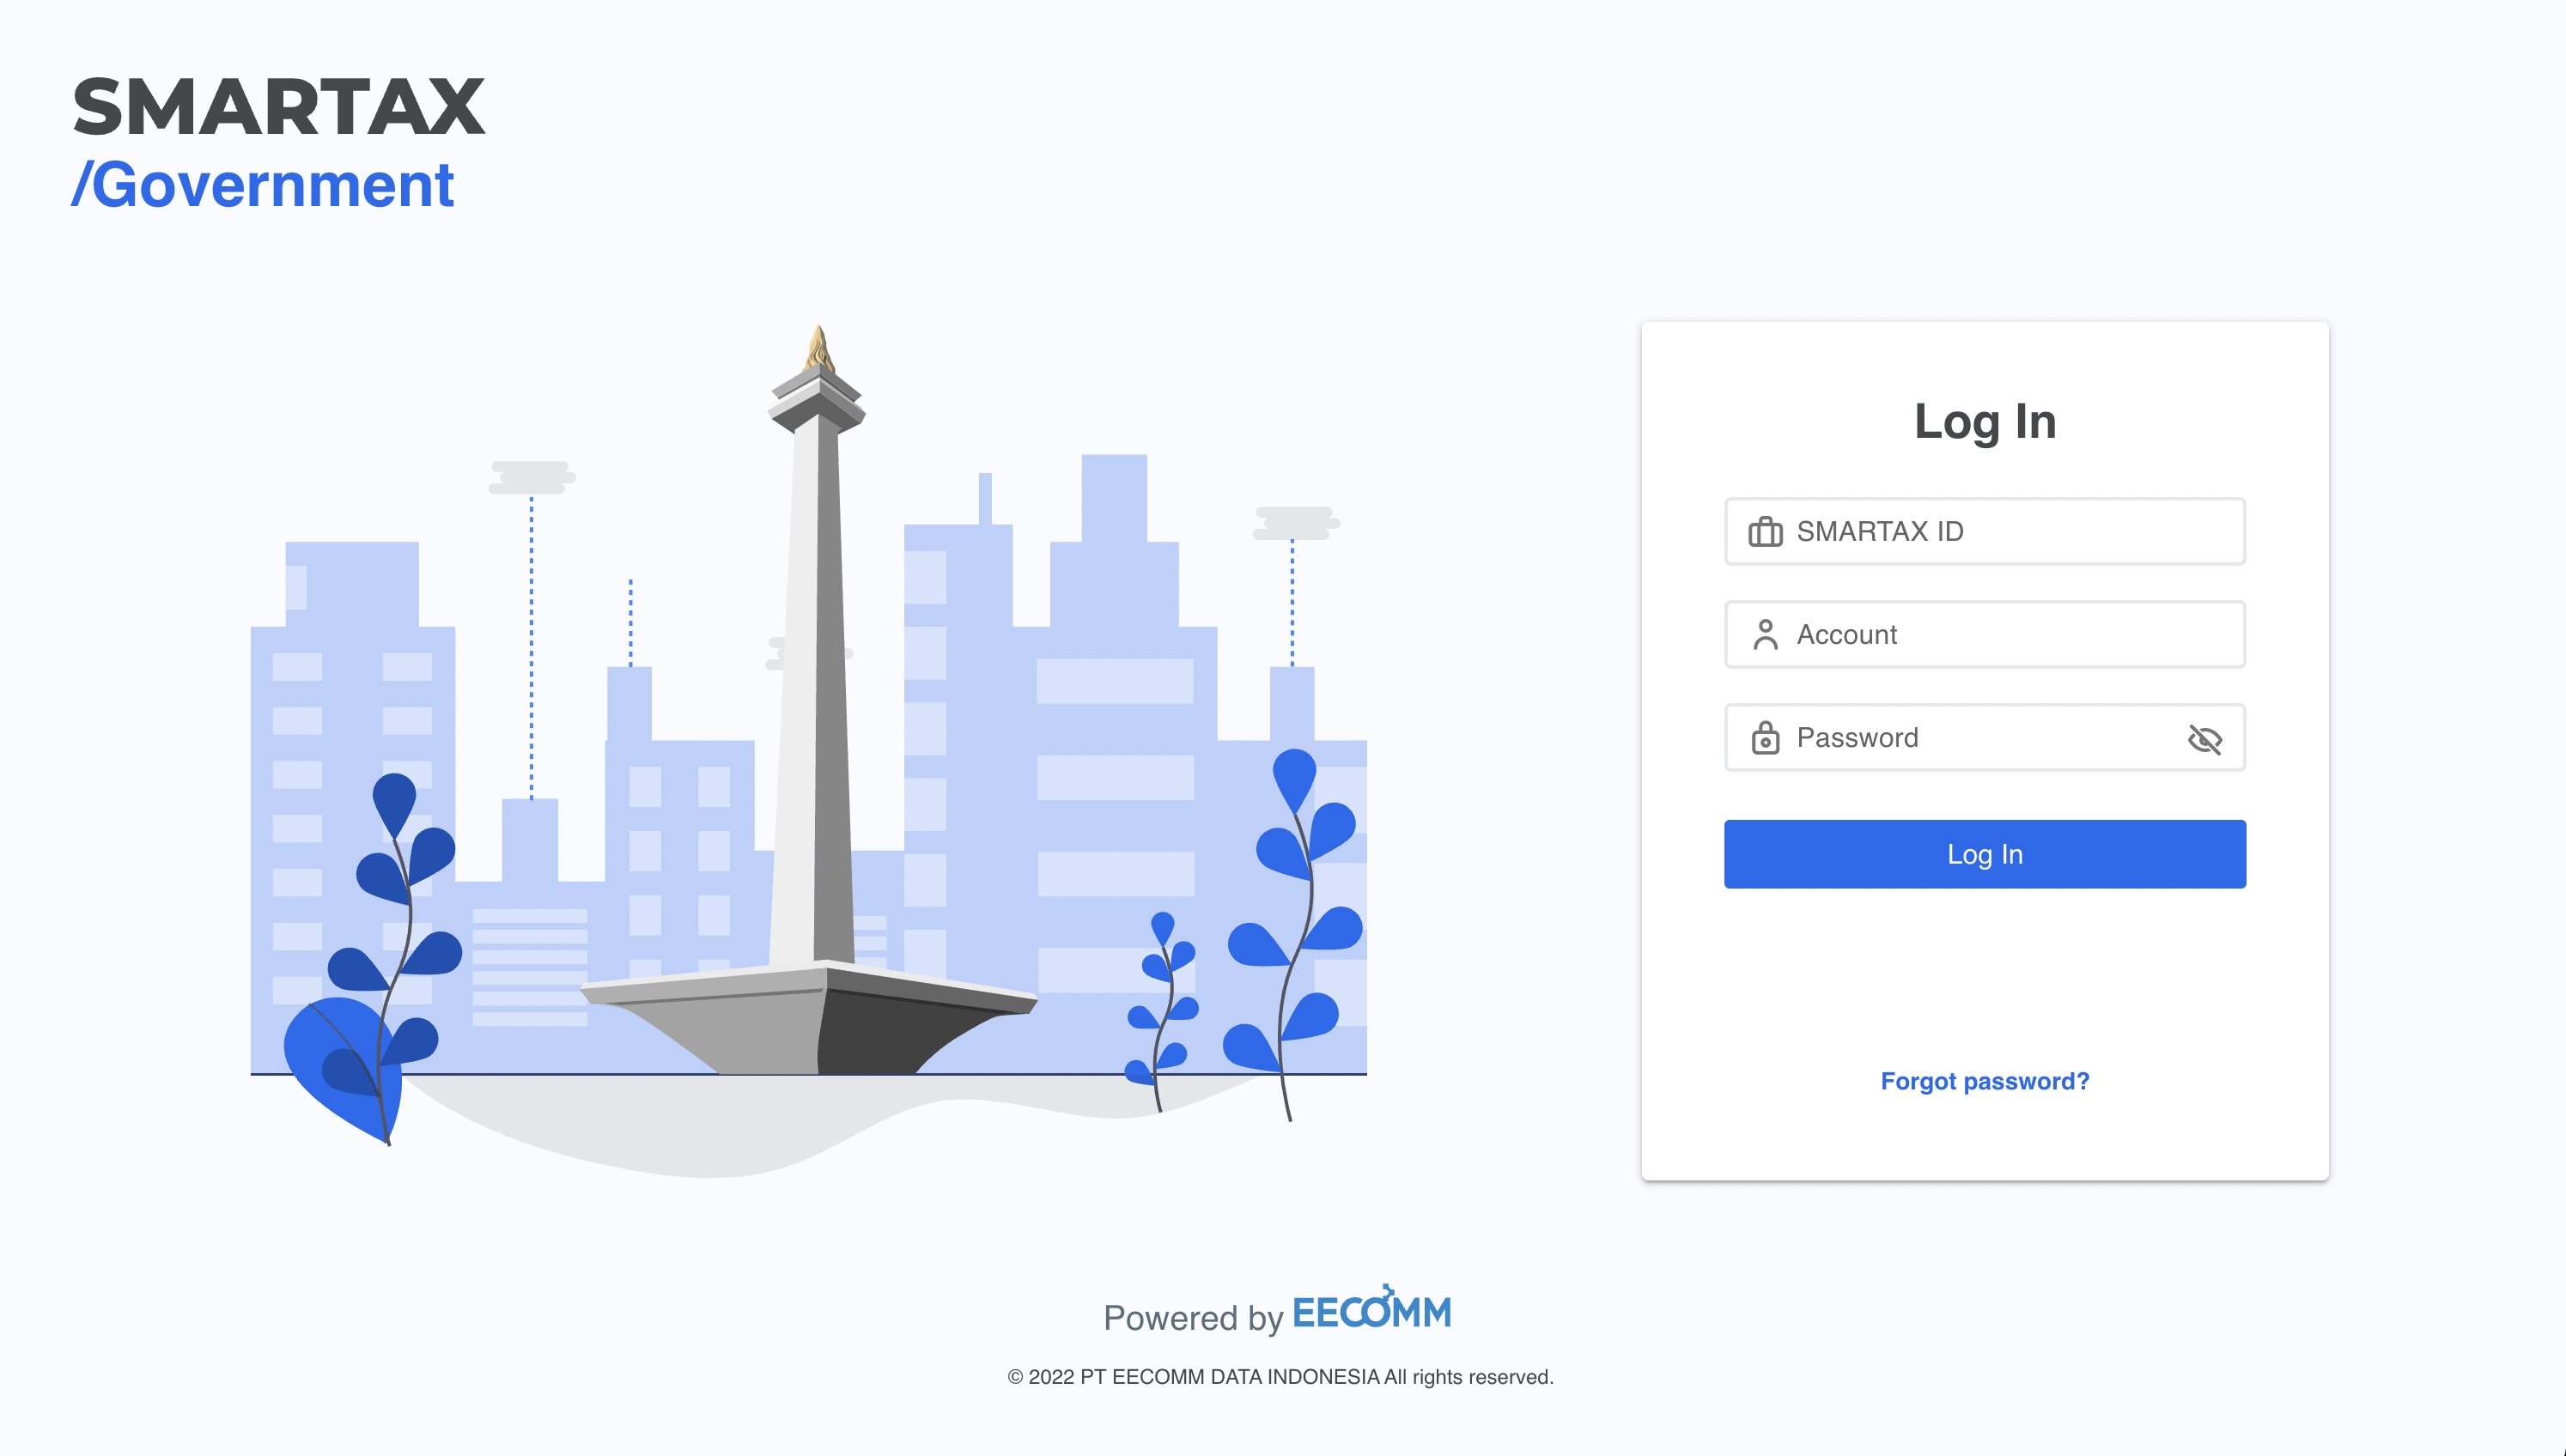 SMARTAX
/Government
Log In
SMARTAX ID
Account
Password
Log In
Forgot password?
Powered by EECOMM
© 2022 PT EECOMM DATA INDONESIA All rights reserved.